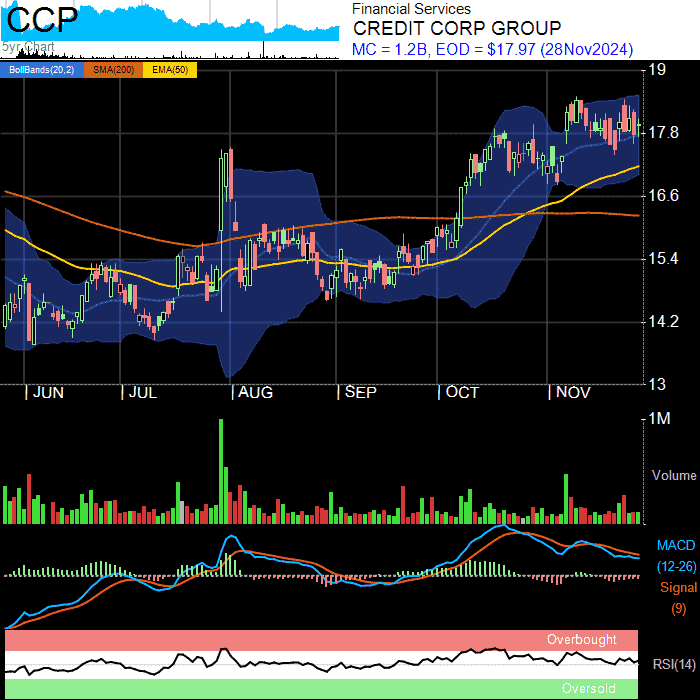 CCP
5yr Chart
Financial Services
CREDIT CORP GROUP
MC = 1.2B, EOD = $17.97 (28Nov2024)
BollBands(20,2) SMA(200) EMA(50)
19
17.8
16.6
15.4
14.2
13
JUN JUL AUG SEP OCT NOV
1M
Volume
MACD
(12-26)
Signal
(9)
Overbought
RSI(14)
Oversold